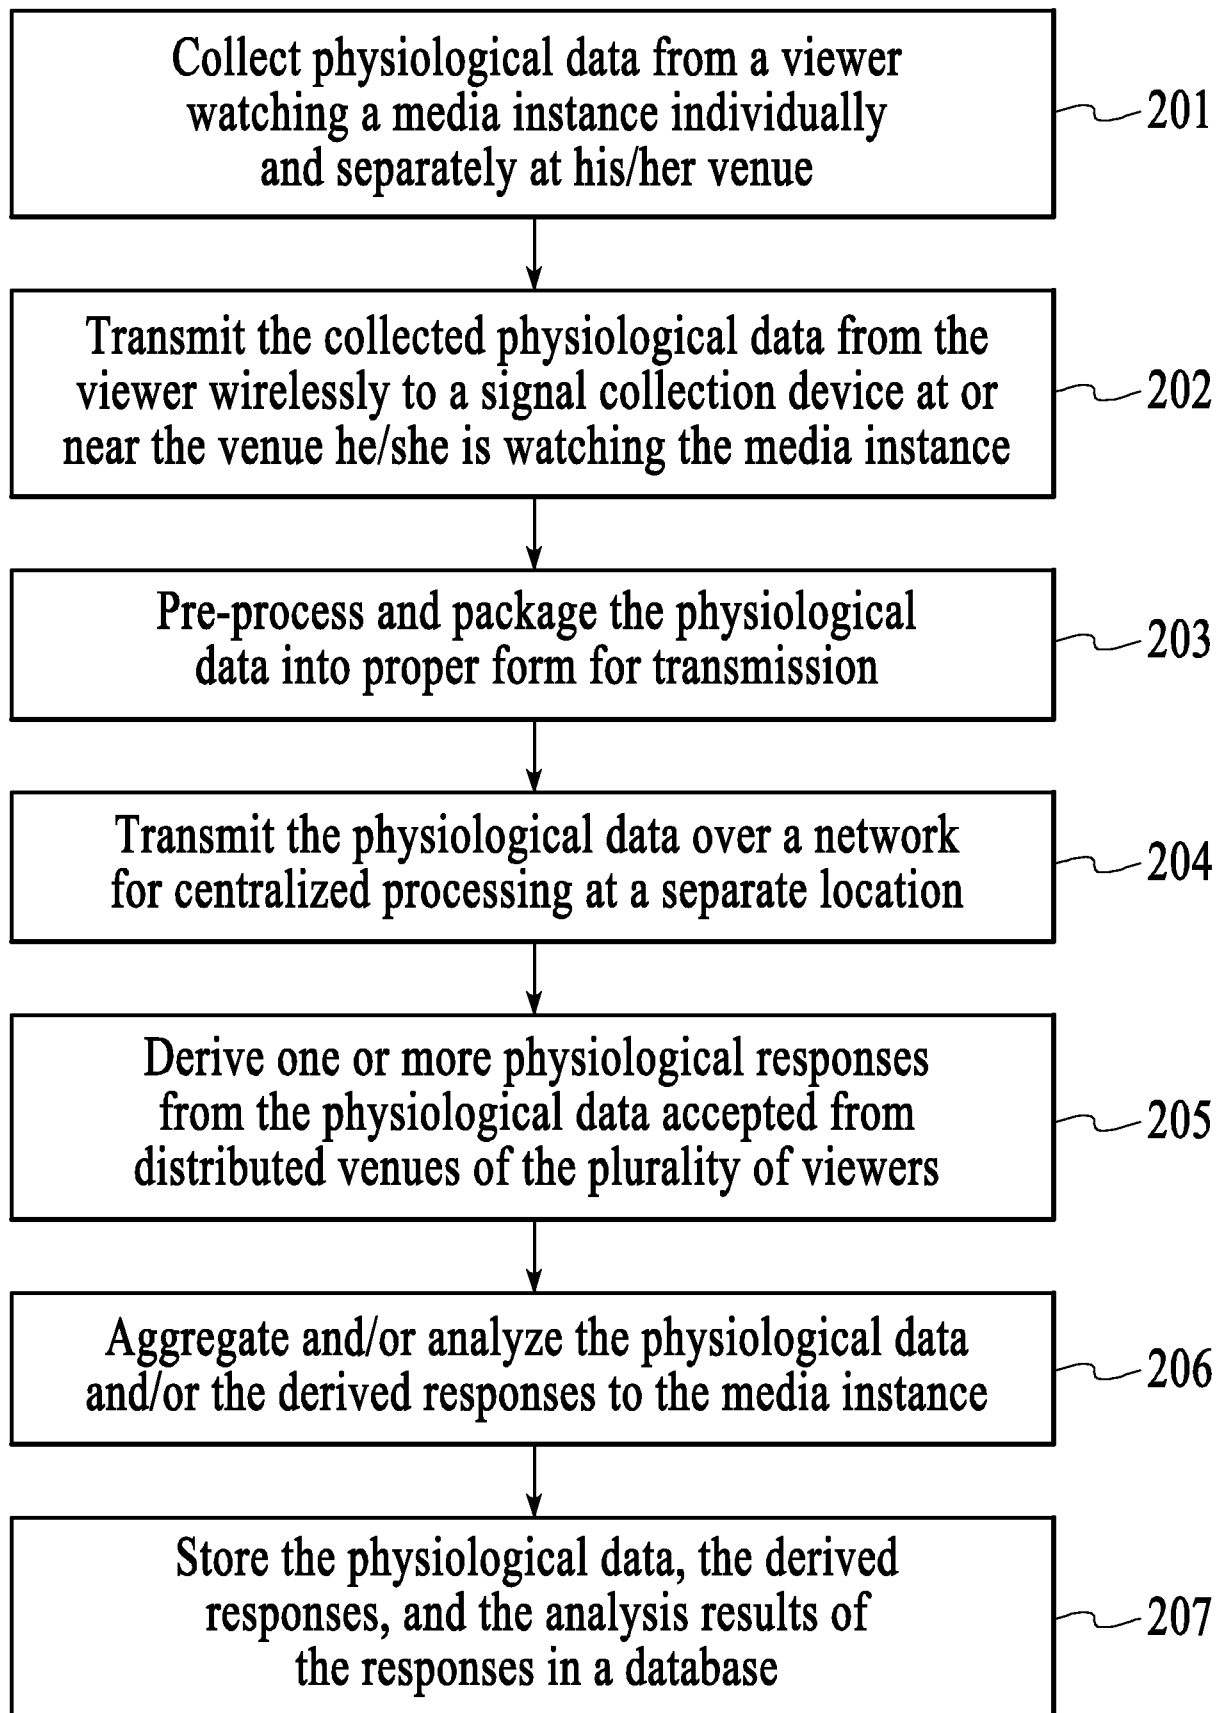 Collect physiological data from a viewer
watching a media instance individually
and separately at his/her venue
201
Transmit the collected physiological data from the
viewer wirelessly to a signal collection device at or
near the venue he/she is watching the media instance
202
Pre-process and package the physiological
data into proper form for transmission
203
Transmit the physiological data over a network
for centralized processing at a separate location
204
Derive one or more physiological responses
from the physiological data accepted from
distributed venues of the plurality of viewers
205
Aggregate and/or analyze the physiological data
and/or the derived responses to the media instance
206
Store the physiological data, the derived
responses, and the analysis results of
the responses in a database
207